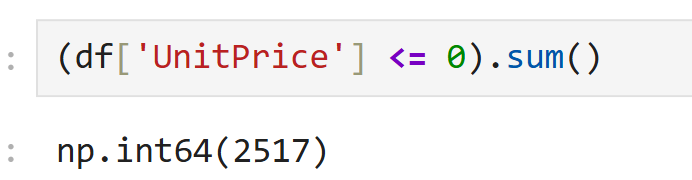 : (df['UnitPrice'] <= 0).sum()
: np.int64(2517)